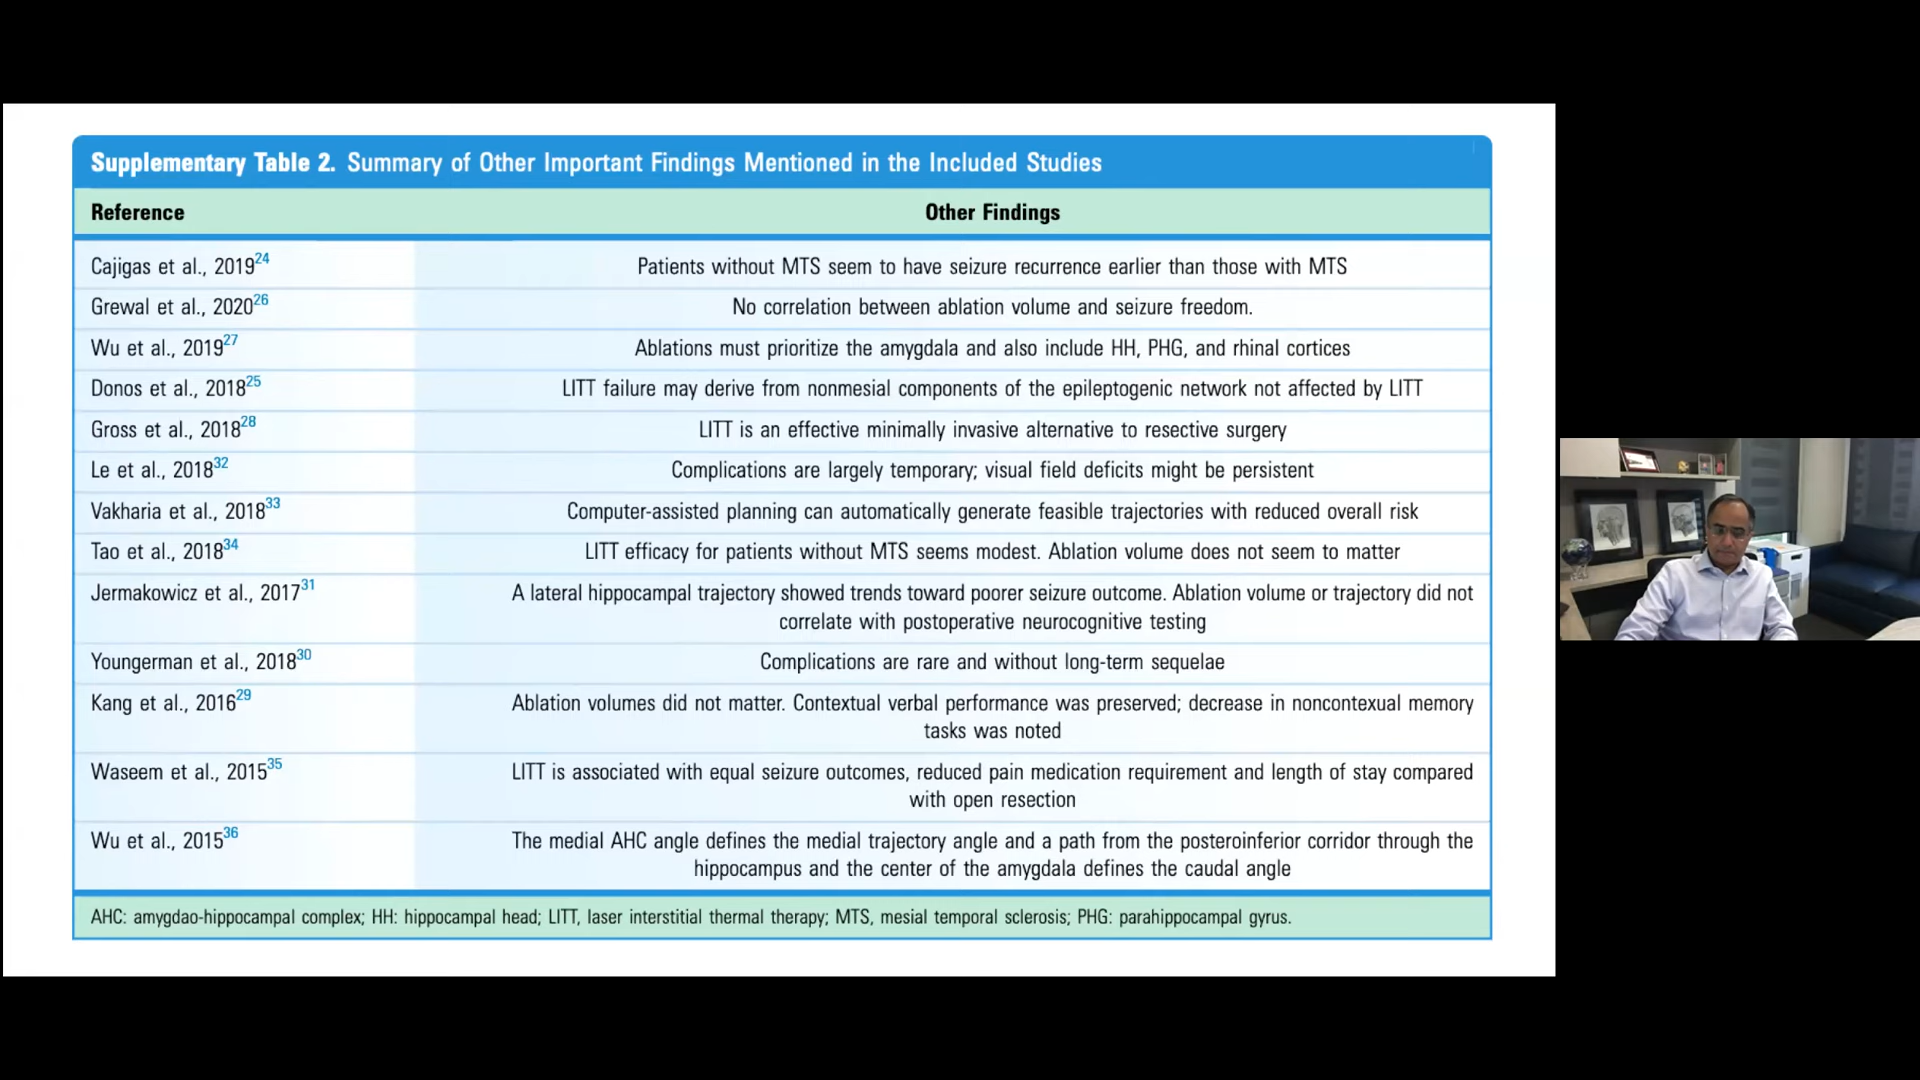 Supplementary Table 2. Summary of Other Important Findings Mentioned in the Included Studies
Reference Other Findings
Cajigas et al., 201924 Patients without MTS seem to have seizure recurrence earlier than those with MTS
Grewal et al., 202026 No correlation between ablation volume and seizure freedom.
Wu et al., 201927 Ablations must prioritize the amygdala and also include HH, PHG, and rhinal cortices
Donos et al., 201825 LITT failure may derive from nonmesial components of the epileptogenic network not affected by LITT
Gross et al., 201828 LITT is an effective minimally invasive alternative to resective surgery
Le et al., 201832 Complications are largely temporary; visual field deficits might be persistent
Vakharia et al., 201833 Computer-assisted planning can automatically generate feasible trajectories with reduced overall risk
Tao et al., 201834 LITT efficacy for patients without MTS seems modest. Ablation volume does not seem to matter
Jermakowicz et al., 201731 A lateral hippocampal trajectory showed trends toward poorer seizure outcome. Ablation volume or trajectory did not
correlate with postoperative neurocognitive testing
Youngerman et al., 201830 Complications are rare and without long-term sequelae
Kang et al., 201629 Ablation volumes did not matter. Contextual verbal performance was preserved; decrease in noncontexual memory
tasks was noted
Waseem et al., 201535 LITT is associated with equal seizure outcomes, reduced pain medication requirement and length of stay compared
with open resection
Wu et al., 201536 The medial AHC angle defines the medial trajectory angle and a path from the posteroinferior corridor through the
hippocampus and the center of the amygdala defines the caudal angle
AHC: amygdao-hippocampal complex; HH: hippocampal head; LITT, laser interstitial thermal therapy; MTS, mesial temporal sclerosis; PHG: parahippocampal gyrus.